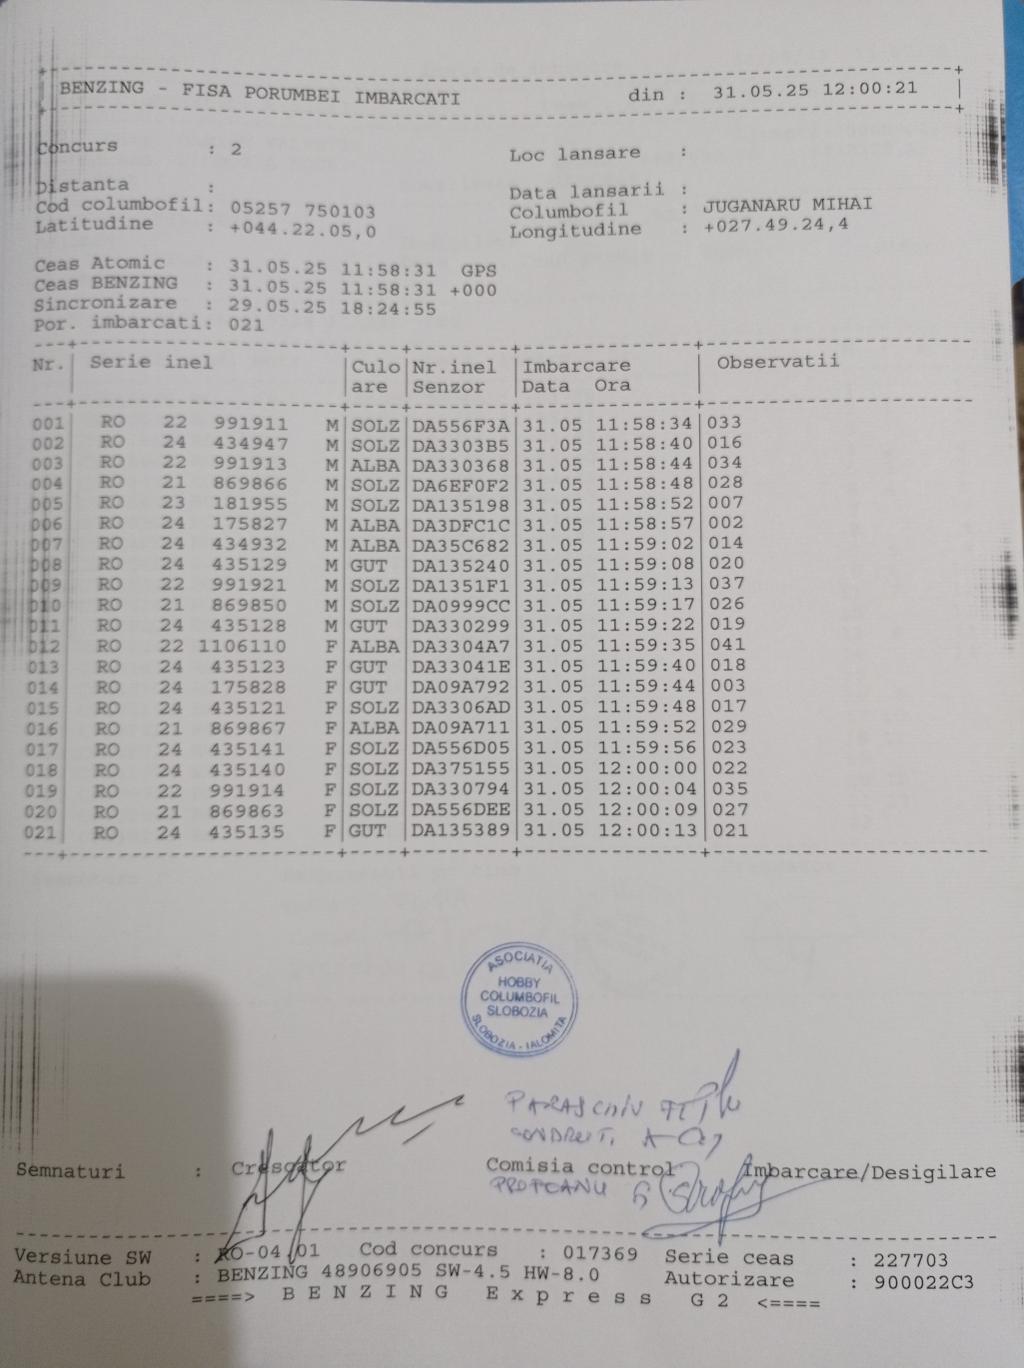 BENZING - FISA PORUMBEI IMBARCATI din : 31.05.25 12:00:21
Concurs : 2 Loc lansare :
Distanta : Data lansarii :
Cod columbofil: 05257 750103 Columbofil : JUGANARU MIHAI
Latitudine : +044.22.05,0 Longitudine : +027.49.24,4
Ceas Atomic : 31.05.25 11:58:31 GPS
Ceas BENZING : 31.05.25 11:58:31 +000
Sincronizare : 29.05.25 18:24:55
Por. imbarcati: 021
Nr. Serie inel Culo Nr.inel Imbarcare Observatii
are Senzor Data Ora
001 RO 22 991911 M SOLZ DA556F3A 31.05 11:58:34 033
002 RO 24 434947 M SOLZ DA3303B5 31.05 11:58:40 016
003 RO 22 991913 M ALBA DA330368 31.05 11:58:44 034
004 RO 21 869866 M SOLZ DA6EF0F2 31.05 11:58:48 028
005 RO 23 181955 M SOLZ DA135198 31.05 11:58:52 007
006 RO 24 175827 M ALBA DA3DFC1C 31.05 11:58:57 002
007 RO 24 434932 M ALBA DA35C682 31.05 11:59:02 014
008 RO 24 435129 M GUT DA135240 31.05 11:59:08 020
009 RO 22 991921 M SOLZ DA1351F1 31.05 11:59:13 037
010 RO 21 869850 M SOLZ DA0999CC 31.05 11:59:17 026
011 RO 24 435128 M GUT DA330299 31.05 11:59:22 019
012 RO 22 1106110 F ALBA DA3304A7 31.05 11:59:35 041
013 RO 24 435123 F GUT DA33041E 31.05 11:59:40 018
014 RO 24 175828 F GUT DA09A792 31.05 11:59:44 003
015 RO 24 435121 F SOLZ DA3306AD 31.05 11:59:48 017
016 RO 21 869867 F ALBA DA09A711 31.05 11:59:52 029
017 RO 24 435141 F SOLZ DA556D05 31.05 11:59:56 023
018 RO 24 435140 F SOLZ DA375155 31.05 12:00:00 022
019 RO 22 991914 F SOLZ DA330794 31.05 12:00:04 035
020 RO 21 869863 F SOLZ DA556DEE 31.05 12:00:09 027
021 RO 24 435135 F GUT DA135389 31.05 12:00:13 021
ASOCIATIA
HOBBY
COLUMBOFIL
SLOBOZIA
SLOBOZIA - IALOMITA
PARASCHIV
Semnaturi : Crescator Comisia control Imbarcare/Desigilare
Versiune SW : RO-04.01 Cod concurs : 017369 Serie ceas : 227703
Antena Club : BENZING 48906905 SW-4.5 HW-8.0 Autorizare : 900022C3
====> B E N Z I N G E x p r e s s G 2 <====